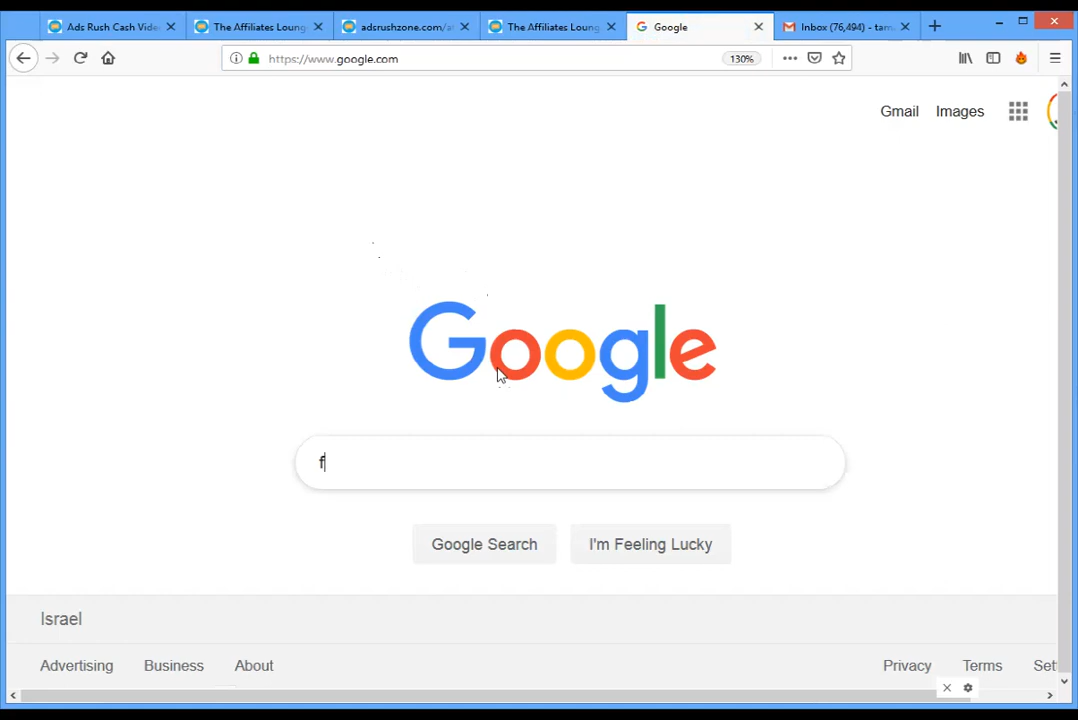 Ads Rush Cash Vide
The Affiliates Loung
adsrushzone.com/a
The Affiliates Loung
Google
Inbox (76,494) - tam
https://www.google.com
130%
Gmail
Images
Google
f
Google Search
I'm Feeling Lucky
Israel
Advertising
Business
About
Privacy
Terms
Set